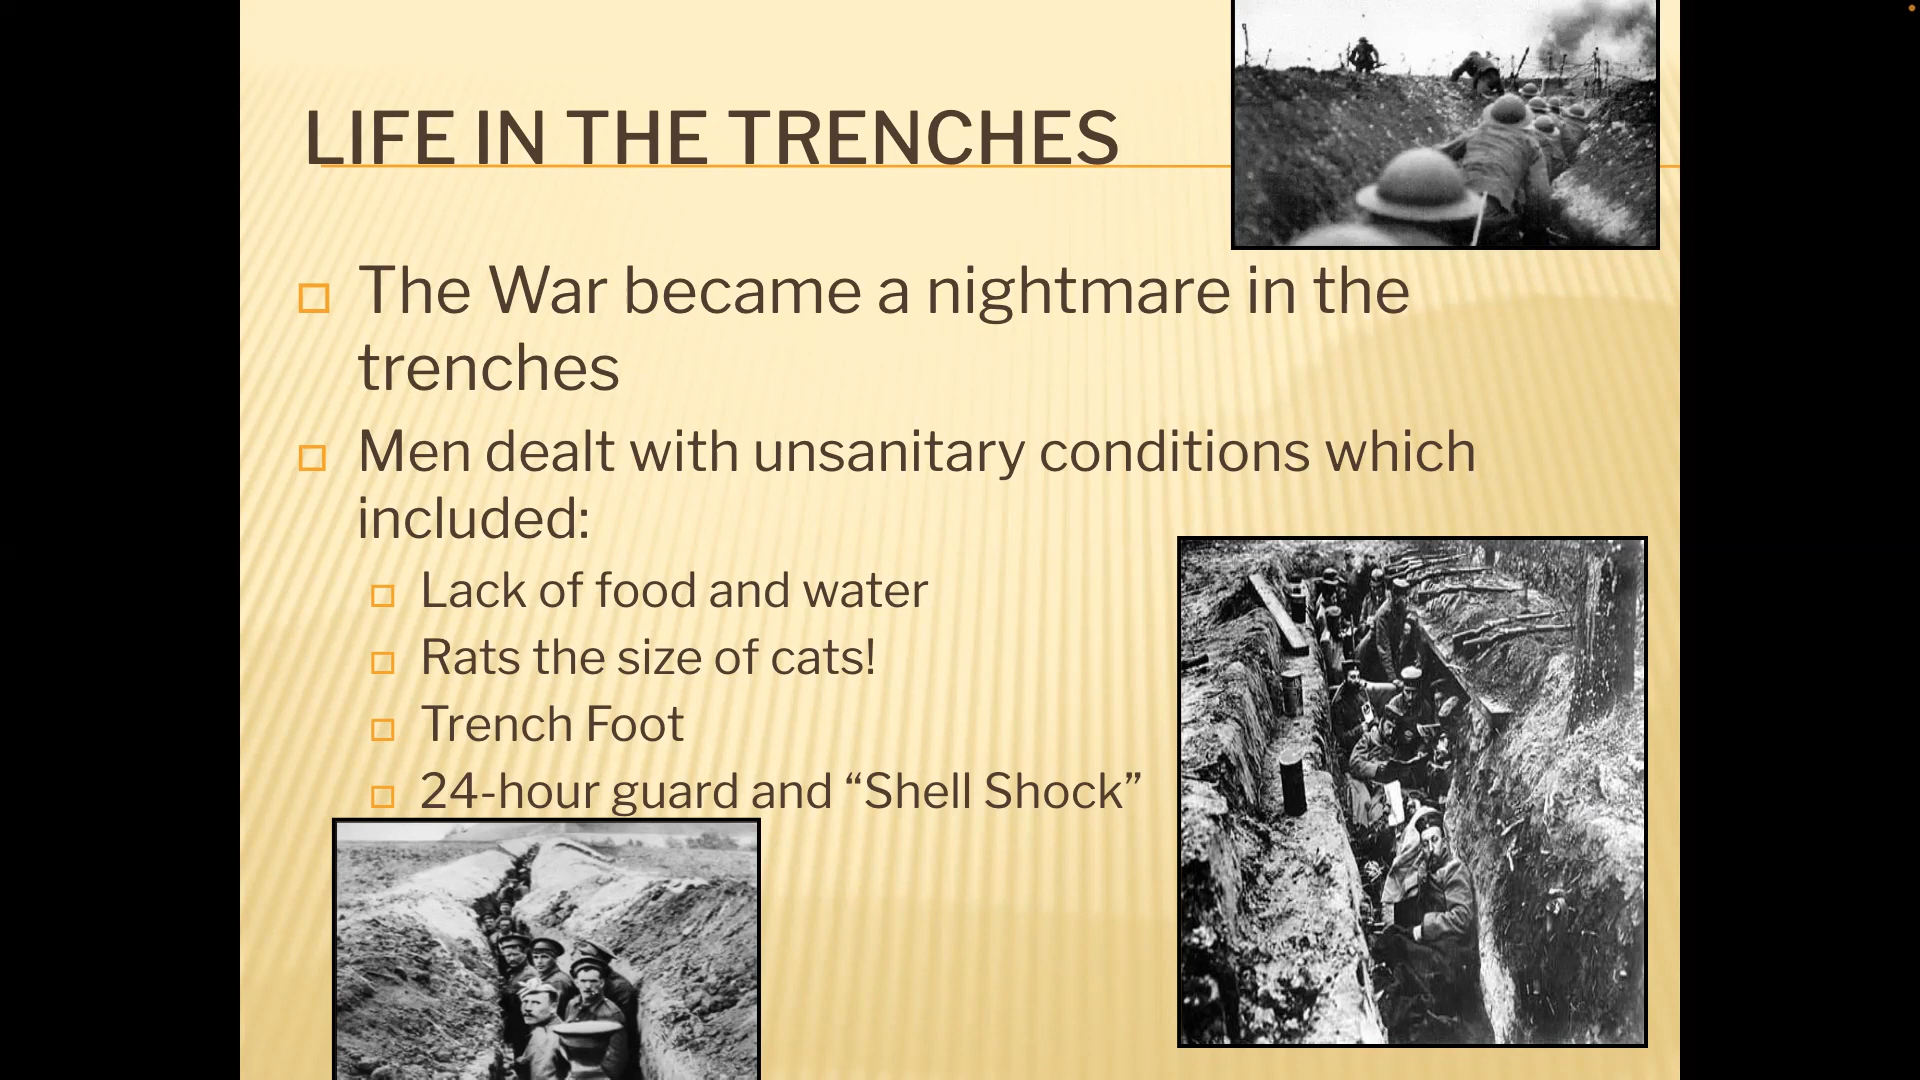 LIFE IN THE TRENCHES
The War became a nightmare in the
trenches
Men dealt with unsanitary conditions which
included:
Lack of food and water
Rats the size of cats!
Trench Foot
24-hour guard and “Shell Shock”